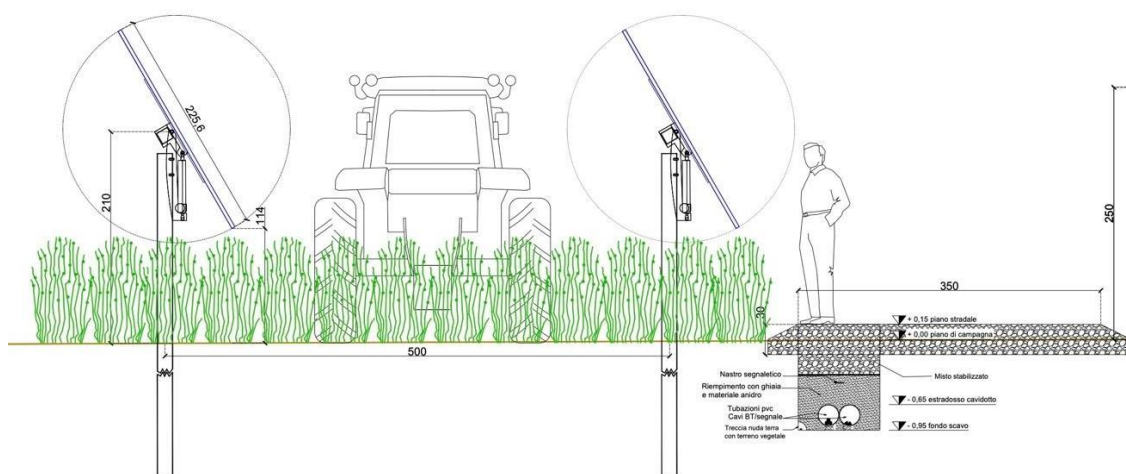 225,6
210
114
500
250
350
30
+ 0,15 piano stradale
+ 0.00 piano di campagna
Misto stabilizzato
Nastro segnaletico
Riempimento con ghiaia
e materiale anidro
- 0,65 estradosso cavidotto
Tubazioni pvc
Cavi BT/segnale
Treccia nuda terra
con terreno vegetale
- 0,95 fondo scavo